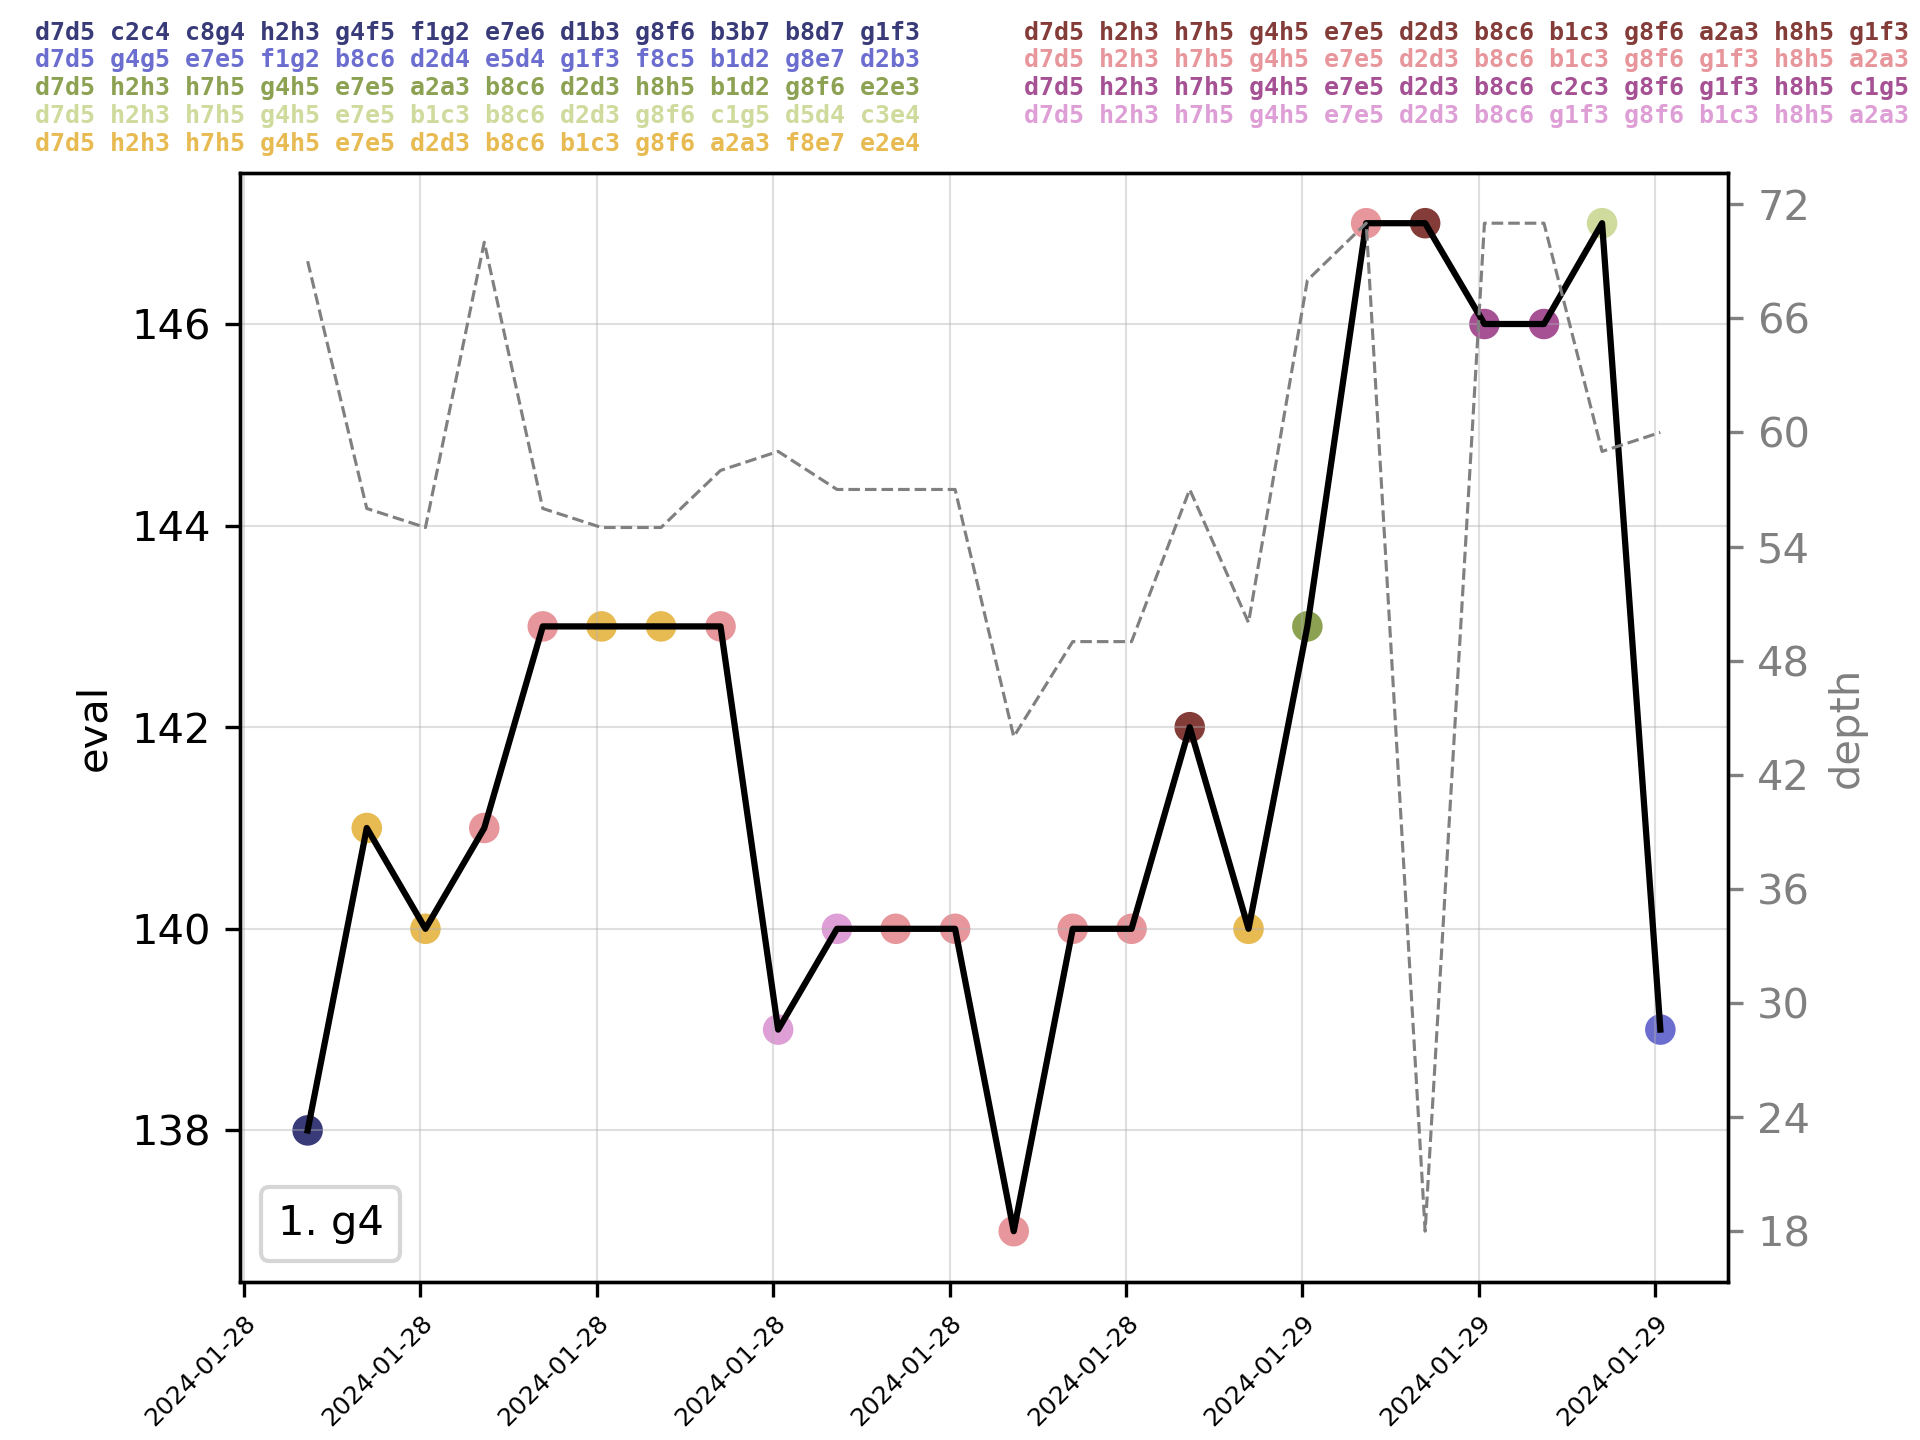 d7d5 c2c4 c8g4 h2h3 g4f5 f1g2 e7e6 d1b3 g8f6 b3b7 b8d7 g1f3
d7d5 g4g5 e7e5 f1g2 b8c6 d2d4 e5d4 g1f3 f8c5 b1d2 g8e7 d2b3
d7d5 h2h3 h7h5 g4h5 e7e5 a2a3 b8c6 d2d3 h8h5 b1d2 g8f6 e2e3
d7d5 h2h3 h7h5 g4h5 e7e5 b1c3 b8c6 d2d3 g8f6 c1g5 d5d4 c3e4
d7d5 h2h3 h7h5 g4h5 e7e5 d2d3 b8c6 b1c3 g8f6 a2a3 f8e7 e2e4
d7d5 h2h3 h7h5 g4h5 e7e5 d2d3 b8c6 b1c3 g8f6 a2a3 h8h5 g1f3
d7d5 h2h3 h7h5 g4h5 e7e5 d2d3 b8c6 b1c3 g8f6 g1f3 h8h5 a2a3
d7d5 h2h3 h7h5 g4h5 e7e5 d2d3 b8c6 c2c3 g8f6 g1f3 h8h5 c1g5
d7d5 h2h3 h7h5 g4h5 e7e5 d2d3 b8c6 g1f3 g8f6 b1c3 h8h5 a2a3
146
144
142
140
138
eval
72
66
60
54
48
42
36
30
24
18
depth
1. g4
2024-01-28
2024-01-28
2024-01-28
2024-01-28
2024-01-28
2024-01-28
2024-01-29
2024-01-29
2024-01-29